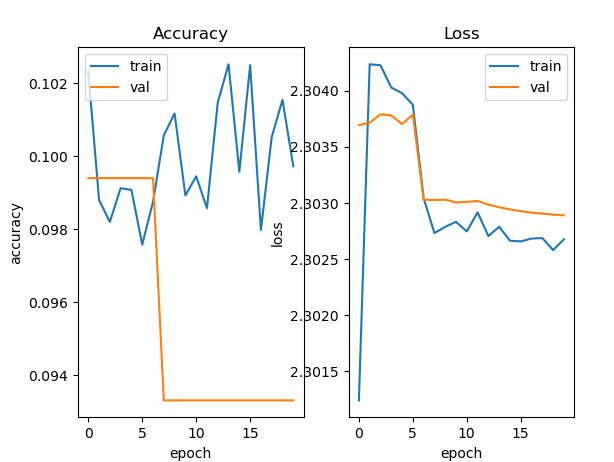 Accuracy
train
val
0.102
0.100
0.098
0.096
0.094
accuracy
0
5
10
15
epoch
Loss
train
val
2.3040
2.3035
2.3030
2.3025
2.3020
2.3015
loss
0
5
10
15
epoch